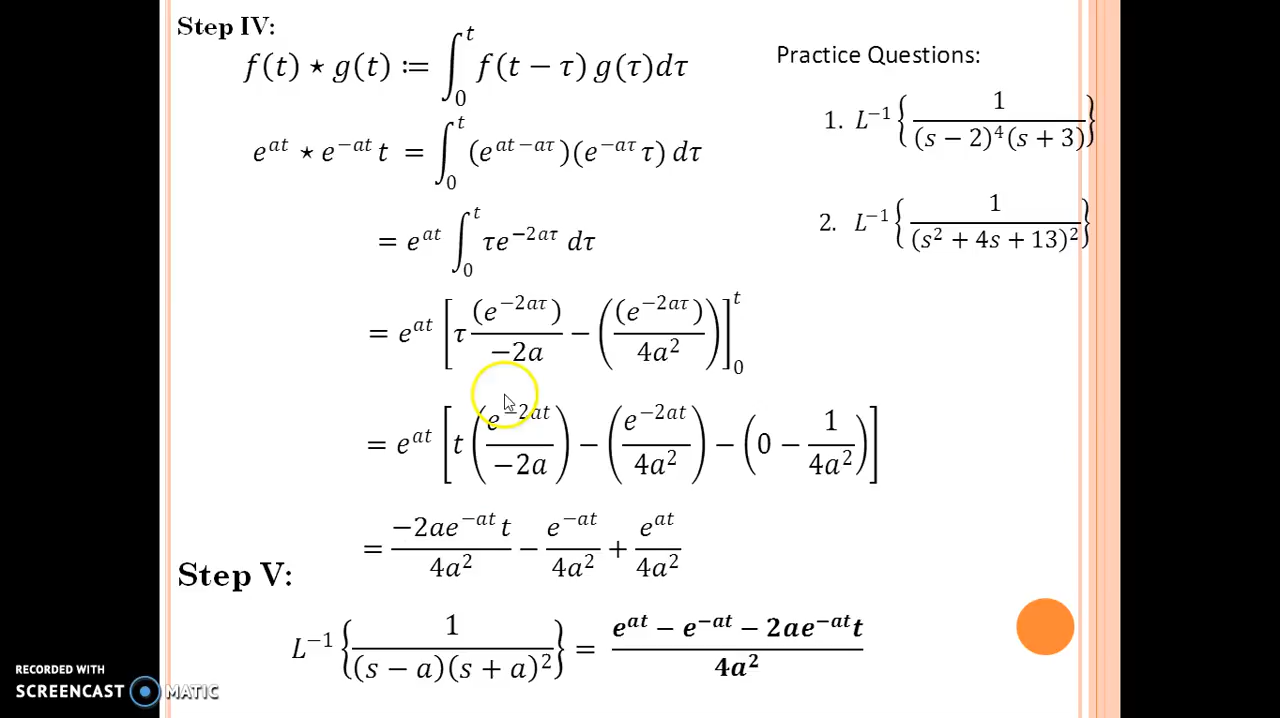 Step IV:
f(t) ⋆ g(t) ≔ ∫₀ᵗ f(t − τ) g(τ)dτ
e^{at} ⋆ e^{−at} t = ∫₀ᵗ (e^{at−aτ})(e^{−aτ} τ) dτ
= e^{at} ∫₀ᵗ τe^{−2aτ} dτ
= e^{at} [τ (e^{−2aτ})/(−2a) − ((e^{−2aτ})/(4a²))]₀ᵗ
= e^{at} [t (e^{−2at}/(−2a)) − (e^{−2at}/(4a²)) − (0 − 1/(4a²))]
= (−2ae^{−at} t)/(4a²) − e^{−at}/(4a²) + e^{at}/(4a²)
Step V:
L⁻¹ {1/((s − a)(s + a)²)} = (e^{at} − e^{−at} − 2ae^{−at}t)/(4a²)
Practice Questions:
1. L⁻¹ {1/((s − 2)⁴(s + 3))}
2. L⁻¹ {1/((s² + 4s + 13)²)}
RECORDED WITH
SCREENCAST MATIC